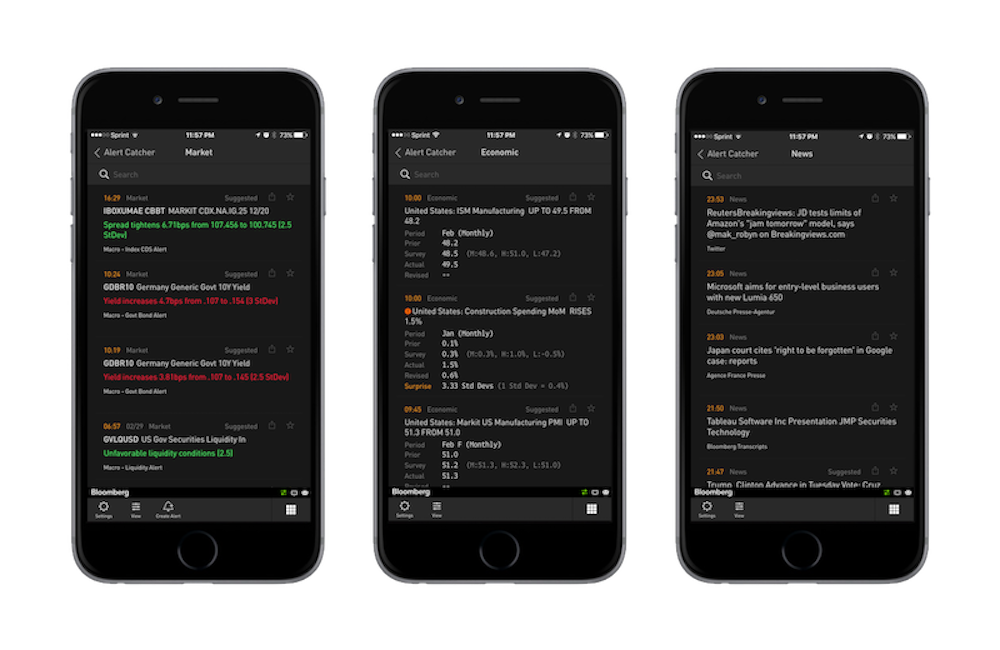 Sprint 11:57 PM 73%
Alert Catcher Market
Search
16:29 Market Suggested
IBOXUMAE CBBT MARKIT CDX.NA.IG.25 12/20
Spread tightens 6.71bps from 107.456 to 100.745 (2.5
StDev)
Macro – Index CDS Alert
10:24 Market Suggested
GDBR10 Germany Generic Govt 10Y Yield
Yield increases 4.7bps from .107 to .154 (3 StDev)
Macro – Govt Bond Alert
10:19 Market Suggested
GDBR10 Germany Generic Govt 10Y Yield
Yield increases 3.81bps from .107 to .145 (2.5 StDev)
Macro – Govt Bond Alert
06:57 02/29 Market Suggested
GVLQUSD US Gov Securities Liquidity In
Unfavorable liquidity conditions (2.5)
Macro – Liquidity Alert
Bloomberg
Settings View Create Alert
Sprint 11:57 PM 73%
Alert Catcher Economic
Search
10:00 Economic Suggested
United States: ISM Manufacturing UP TO 49.5 FROM
48.2
Period Feb (Monthly)
Prior 48.2
Survey 48.5 (M:48.6, H:51.0, L:47.2)
Actual 49.5
Revised --
10:00 Economic Suggested
United States: Construction Spending MoM RISES
1.5%
Period Jan (Monthly)
Prior 0.1%
Survey 0.3% (M:0.3%, H:1.0%, L:-0.5%)
Actual 1.5%
Revised 0.6%
Surprise 3.33 Std Devs (1 Std Dev = 0.4%)
09:45 Economic Suggested
United States: Markit US Manufacturing PMI UP TO
51.3 FROM 51.0
Period Feb F (Monthly)
Prior 51.0
Survey 51.2 (M:51.3, H:52.3, L:51.0)
Actual 51.3
Revised --
Bloomberg
Settings View
Sprint 11:57 PM 73%
Alert Catcher News
Search
23:53 News
ReutersBreakingviews: JD tests limits of
Amazon's "jam tomorrow" model, says
@mak_robyn on Breakingviews.com
Twitter
23:05 News
Microsoft aims for entry-level business users
with new Lumia 650
Deutsche Presse-Agentur
23:03 News
Japan court cites 'right to be forgotten' in Google
case: reports
Agence France Presse
21:50 News
Tableau Software Inc Presentation JMP Securities
Technology
Bloomberg Transcripts
21:47 News Suggested
Trump, Clinton Advance in Tuesday Vote; Cruz
Bloomberg
Settings View